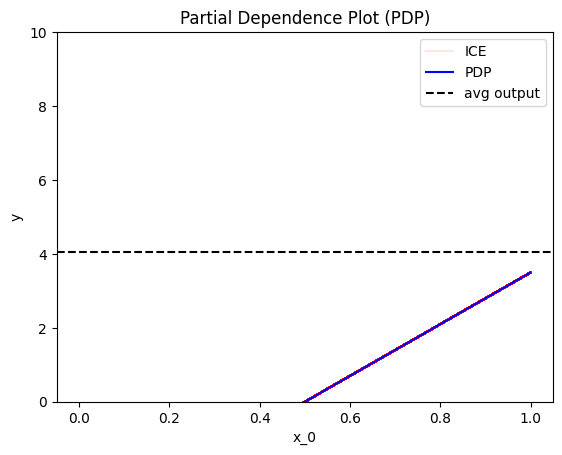 Partial Dependence Plot (PDP)
ICE
PDP
avg output
10
8
6
4
2
0
y
0.0 0.2 0.4 0.6 0.8 1.0
x_0